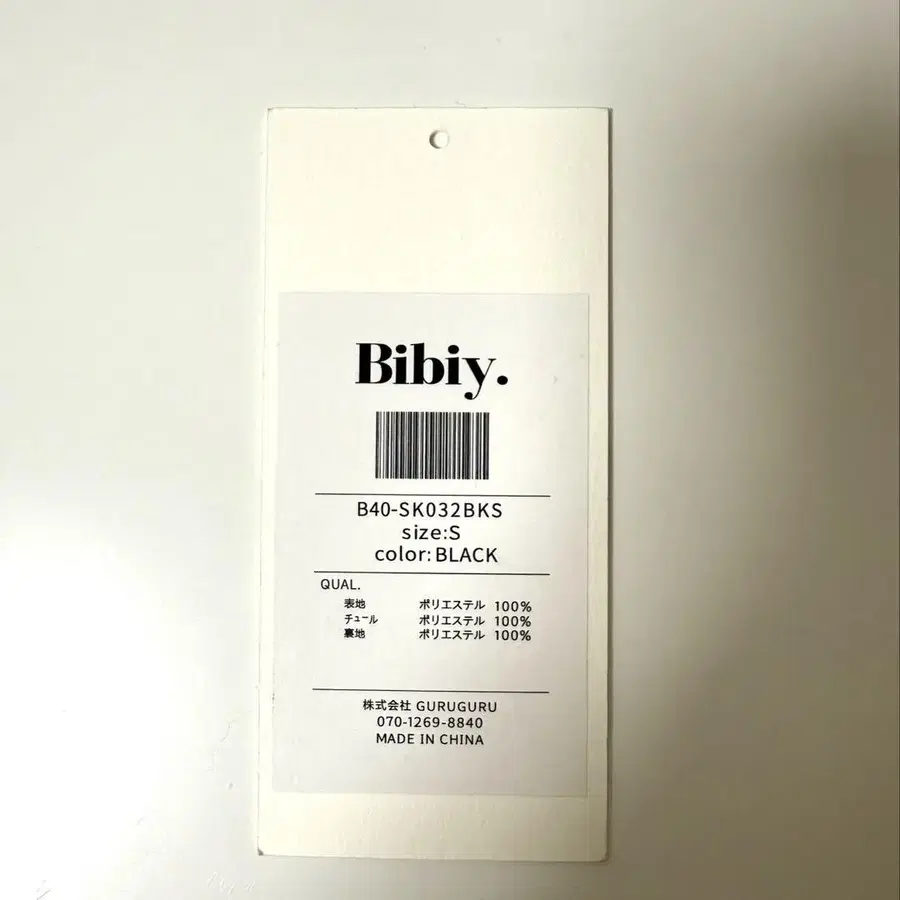 Bibiy.
B40-SK032BKS
size:S
color:BLACK
QUAL.
表地 ポリエステル 100%
チュール ポリエステル 100%
裏地 ポリエステル 100%
株式会社 GURUGURU
070-1269-8840
MADE IN CHINA